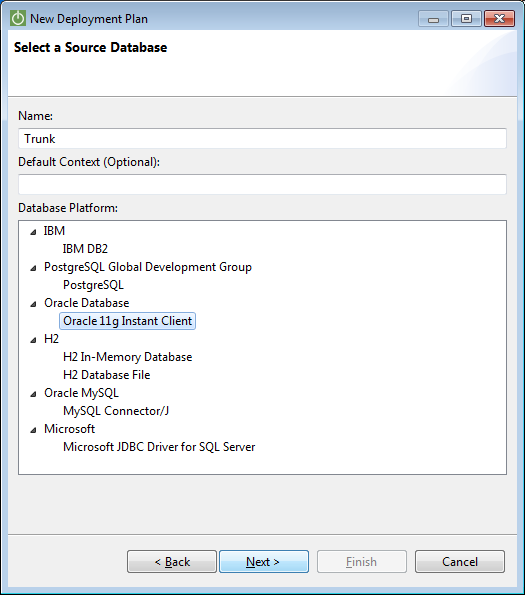 New Deployment Plan
Select a Source Database
Name:
Trunk
Default Context (Optional):
Database Platform:
IBM
IBM DB2
PostgreSQL Global Development Group
PostgreSQL
Oracle Database
Oracle 11g Instant Client
H2
H2 In-Memory Database
H2 Database File
Oracle MySQL
MySQL Connector/J
Microsoft
Microsoft JDBC Driver for SQL Server
< Back
Next >
Finish
Cancel